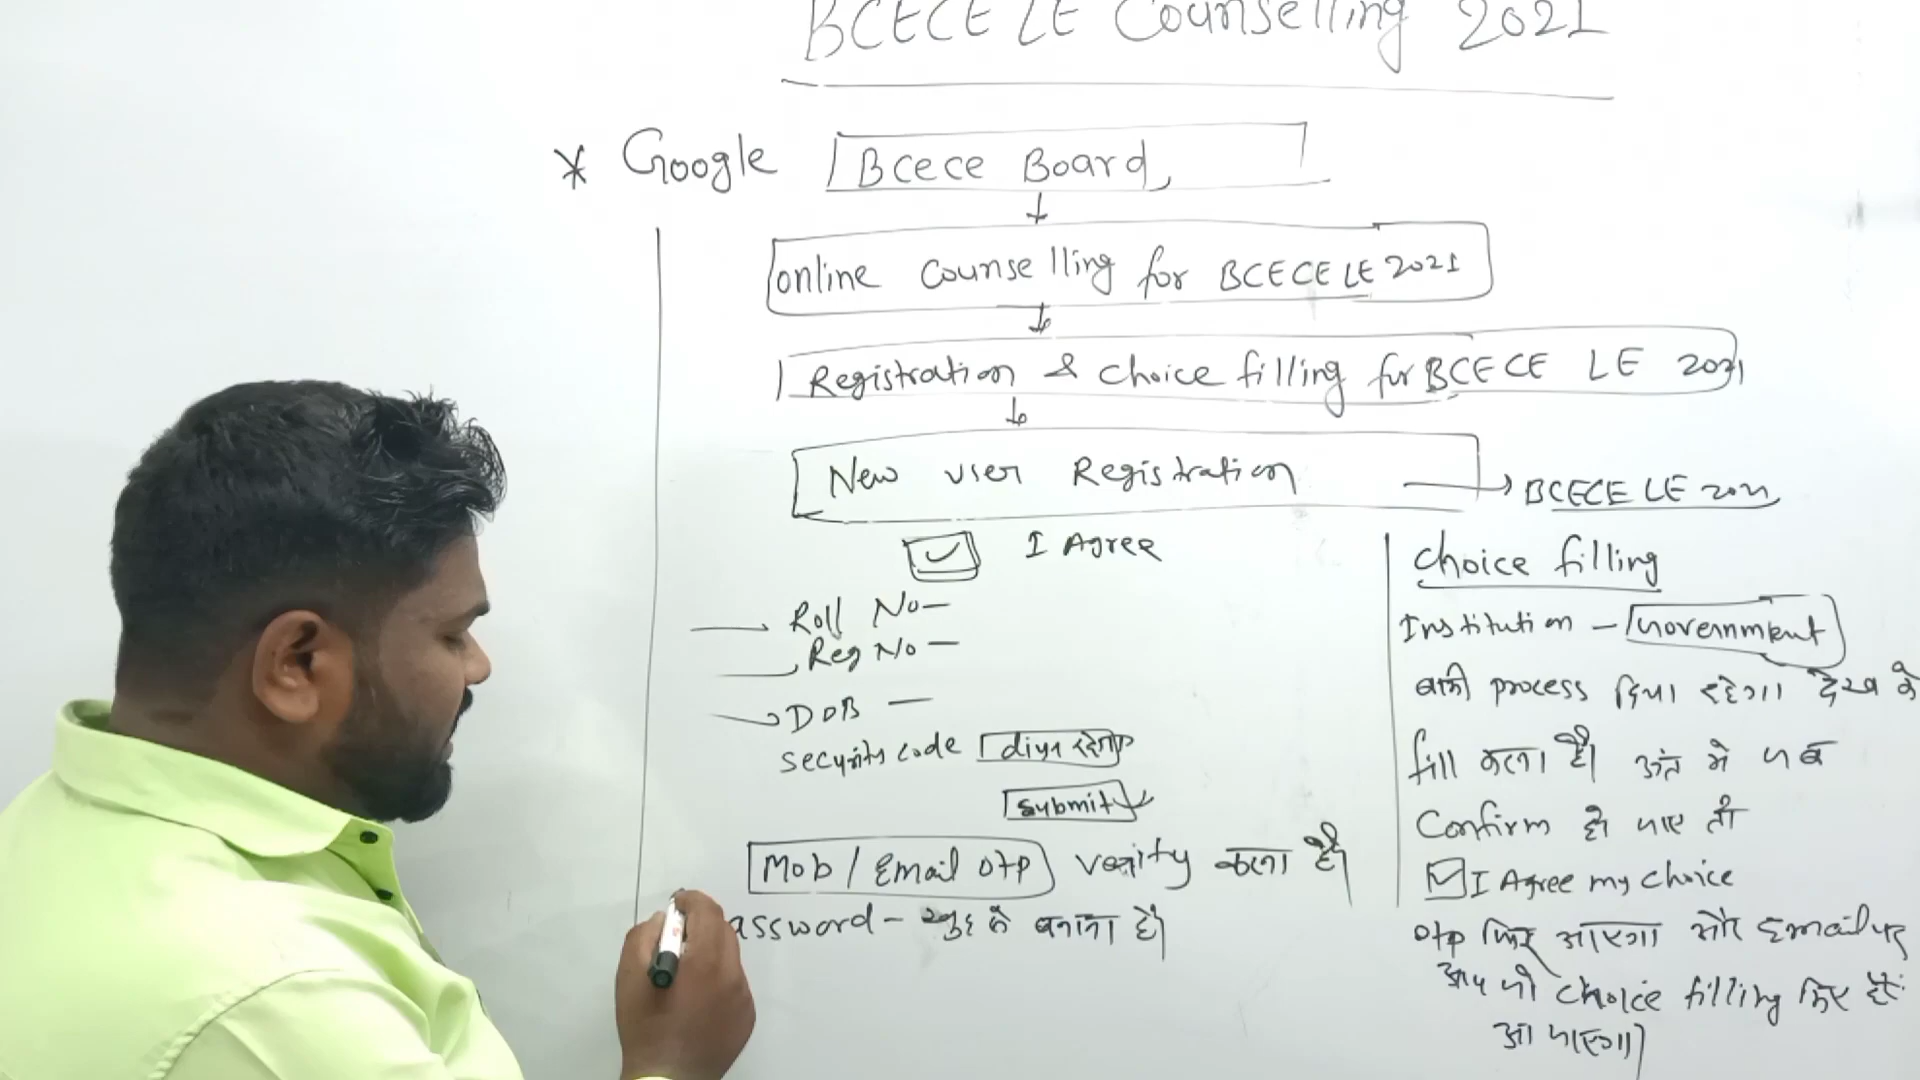 BCECE LE Counselling 2021
* Google Bcece Board
online Counselling for BCECE LE 2021
Registration & Choice filling for BCECE LE 2021
New user Registration → BCECE LE 2021
✓ I Agree
Roll No-
Reg No-
DOB -
security code diya रहेगा
submit
Mob / Email otp verify करना है।
assword - खुद से बनाना है।
Choice filling
Institution - Government
बाकी process दिया रहेगा देख के
fill करना है। अंत में जब
Confirm हो जाए तो
✓ I Agree my choice
otp फिर आएगा और Email पर
आप जो choice filling किए हैं
आ जाएगा।